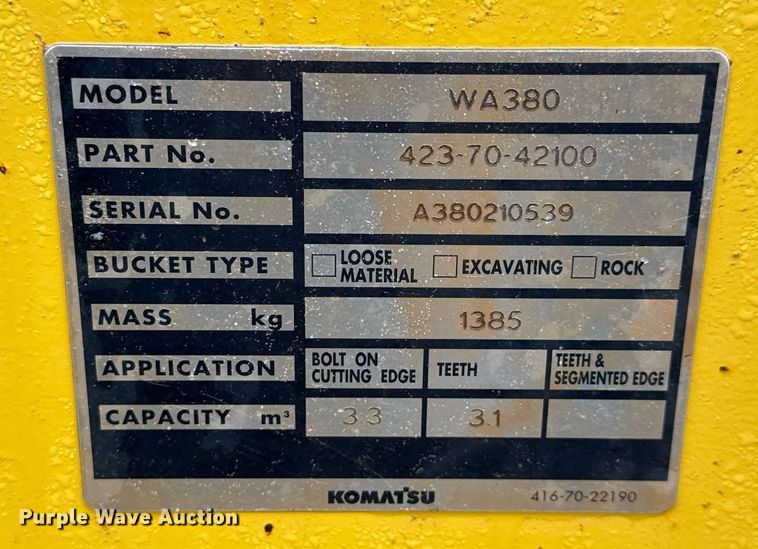 MODEL WA380
PART No. 423-70-42100
SERIAL No. A380210539
BUCKET TYPE LOOSE MATERIAL EXCAVATING ROCK
MASS kg 1385
APPLICATION BOLT ON CUTTING EDGE TEETH TEETH & SEGMENTED EDGE
CAPACITY m³ 3.3 3.1
KOMATSU 416-70-22190
Purple Wave Auction